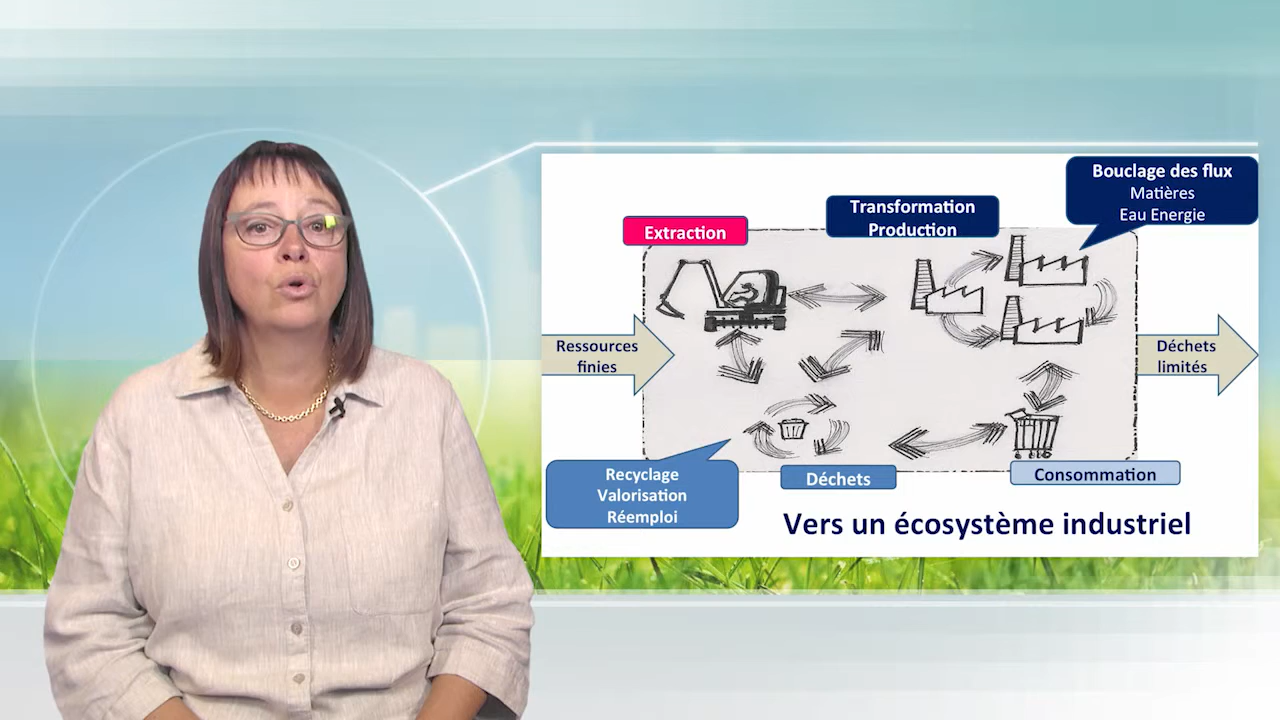 Bouclage des flux
Matières
Eau Energie
Transformation
Production
Extraction
Ressources
finies
Déchets
limités
Recyclage
Valorisation
Réemploi
Déchets
Consommation
Vers un écosystème industriel